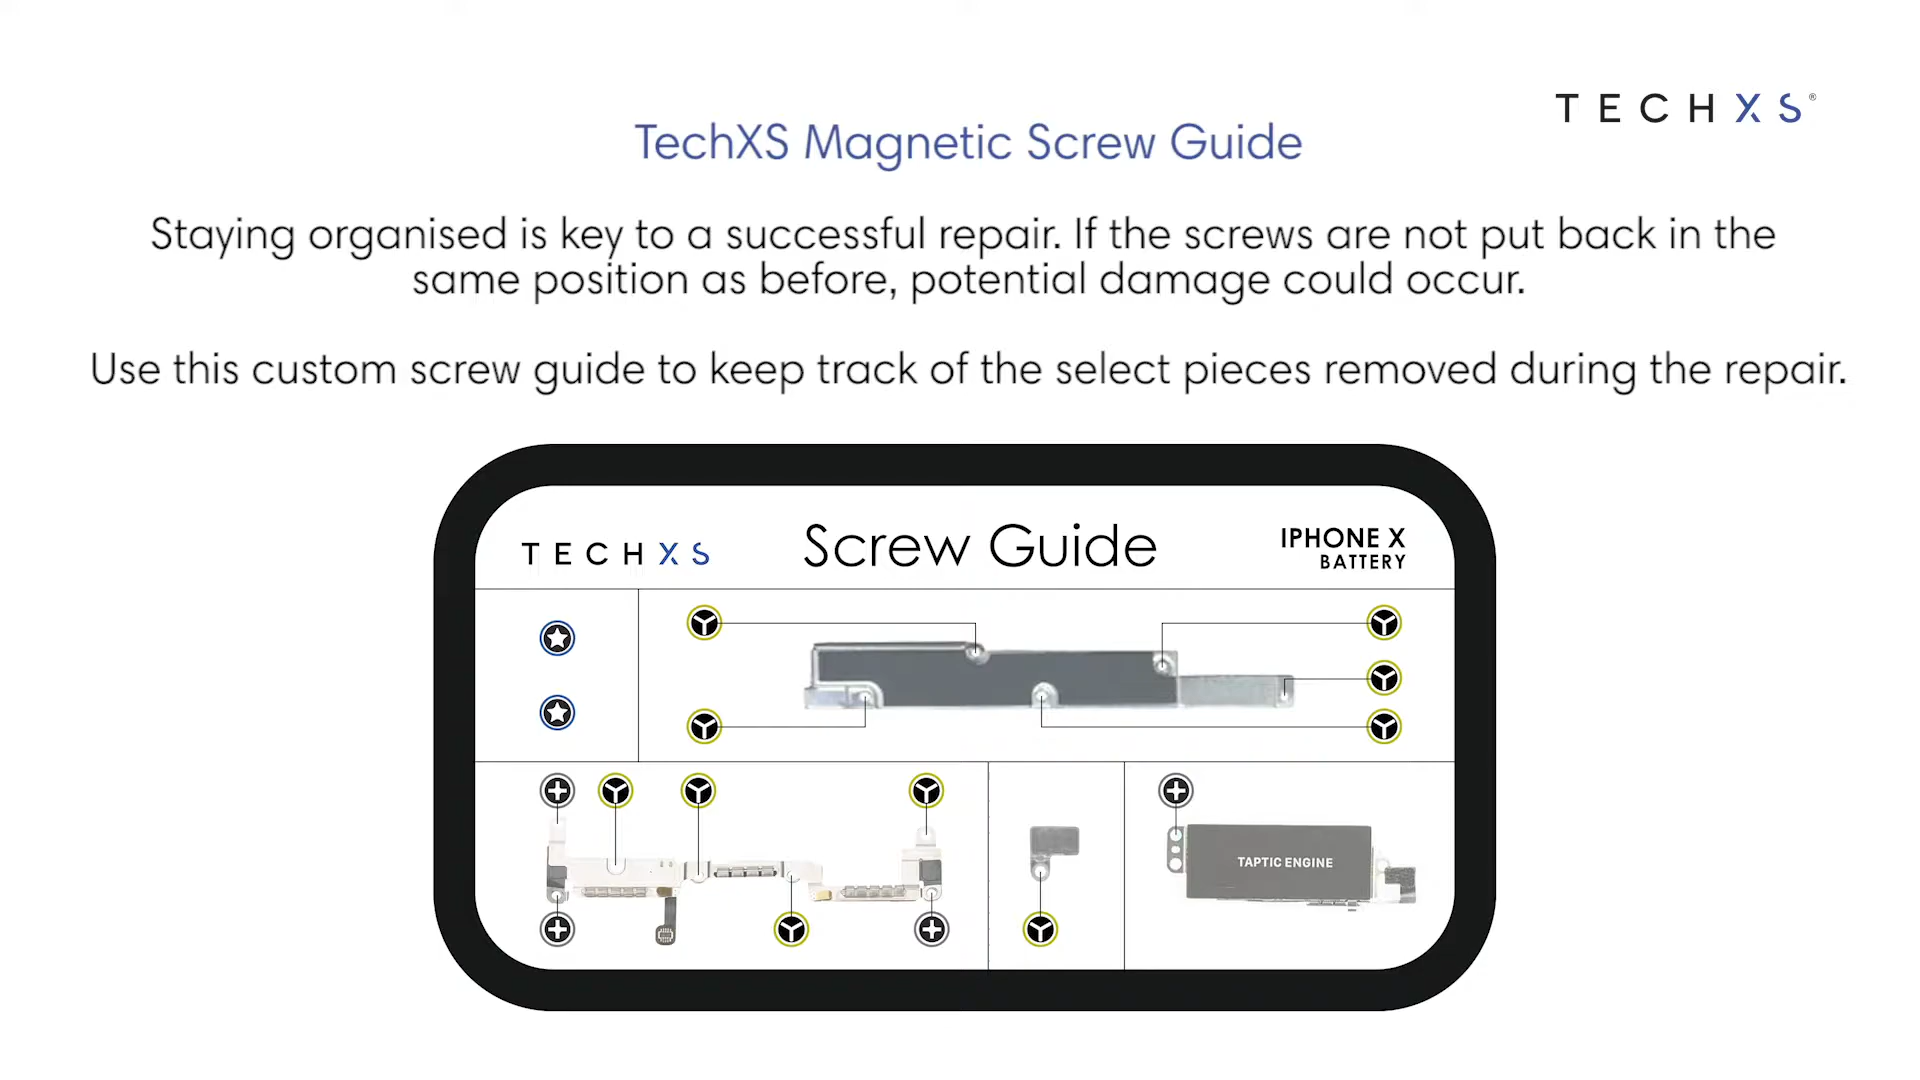 TECHXS®
TechXS Magnetic Screw Guide
Staying organised is key to a successful repair. If the screws are not put back in the
same position as before, potential damage could occur.
Use this custom screw guide to keep track of the select pieces removed during the repair.
TECHXS
Screw Guide
IPHONE X
BATTERY
TAPTIC ENGINE